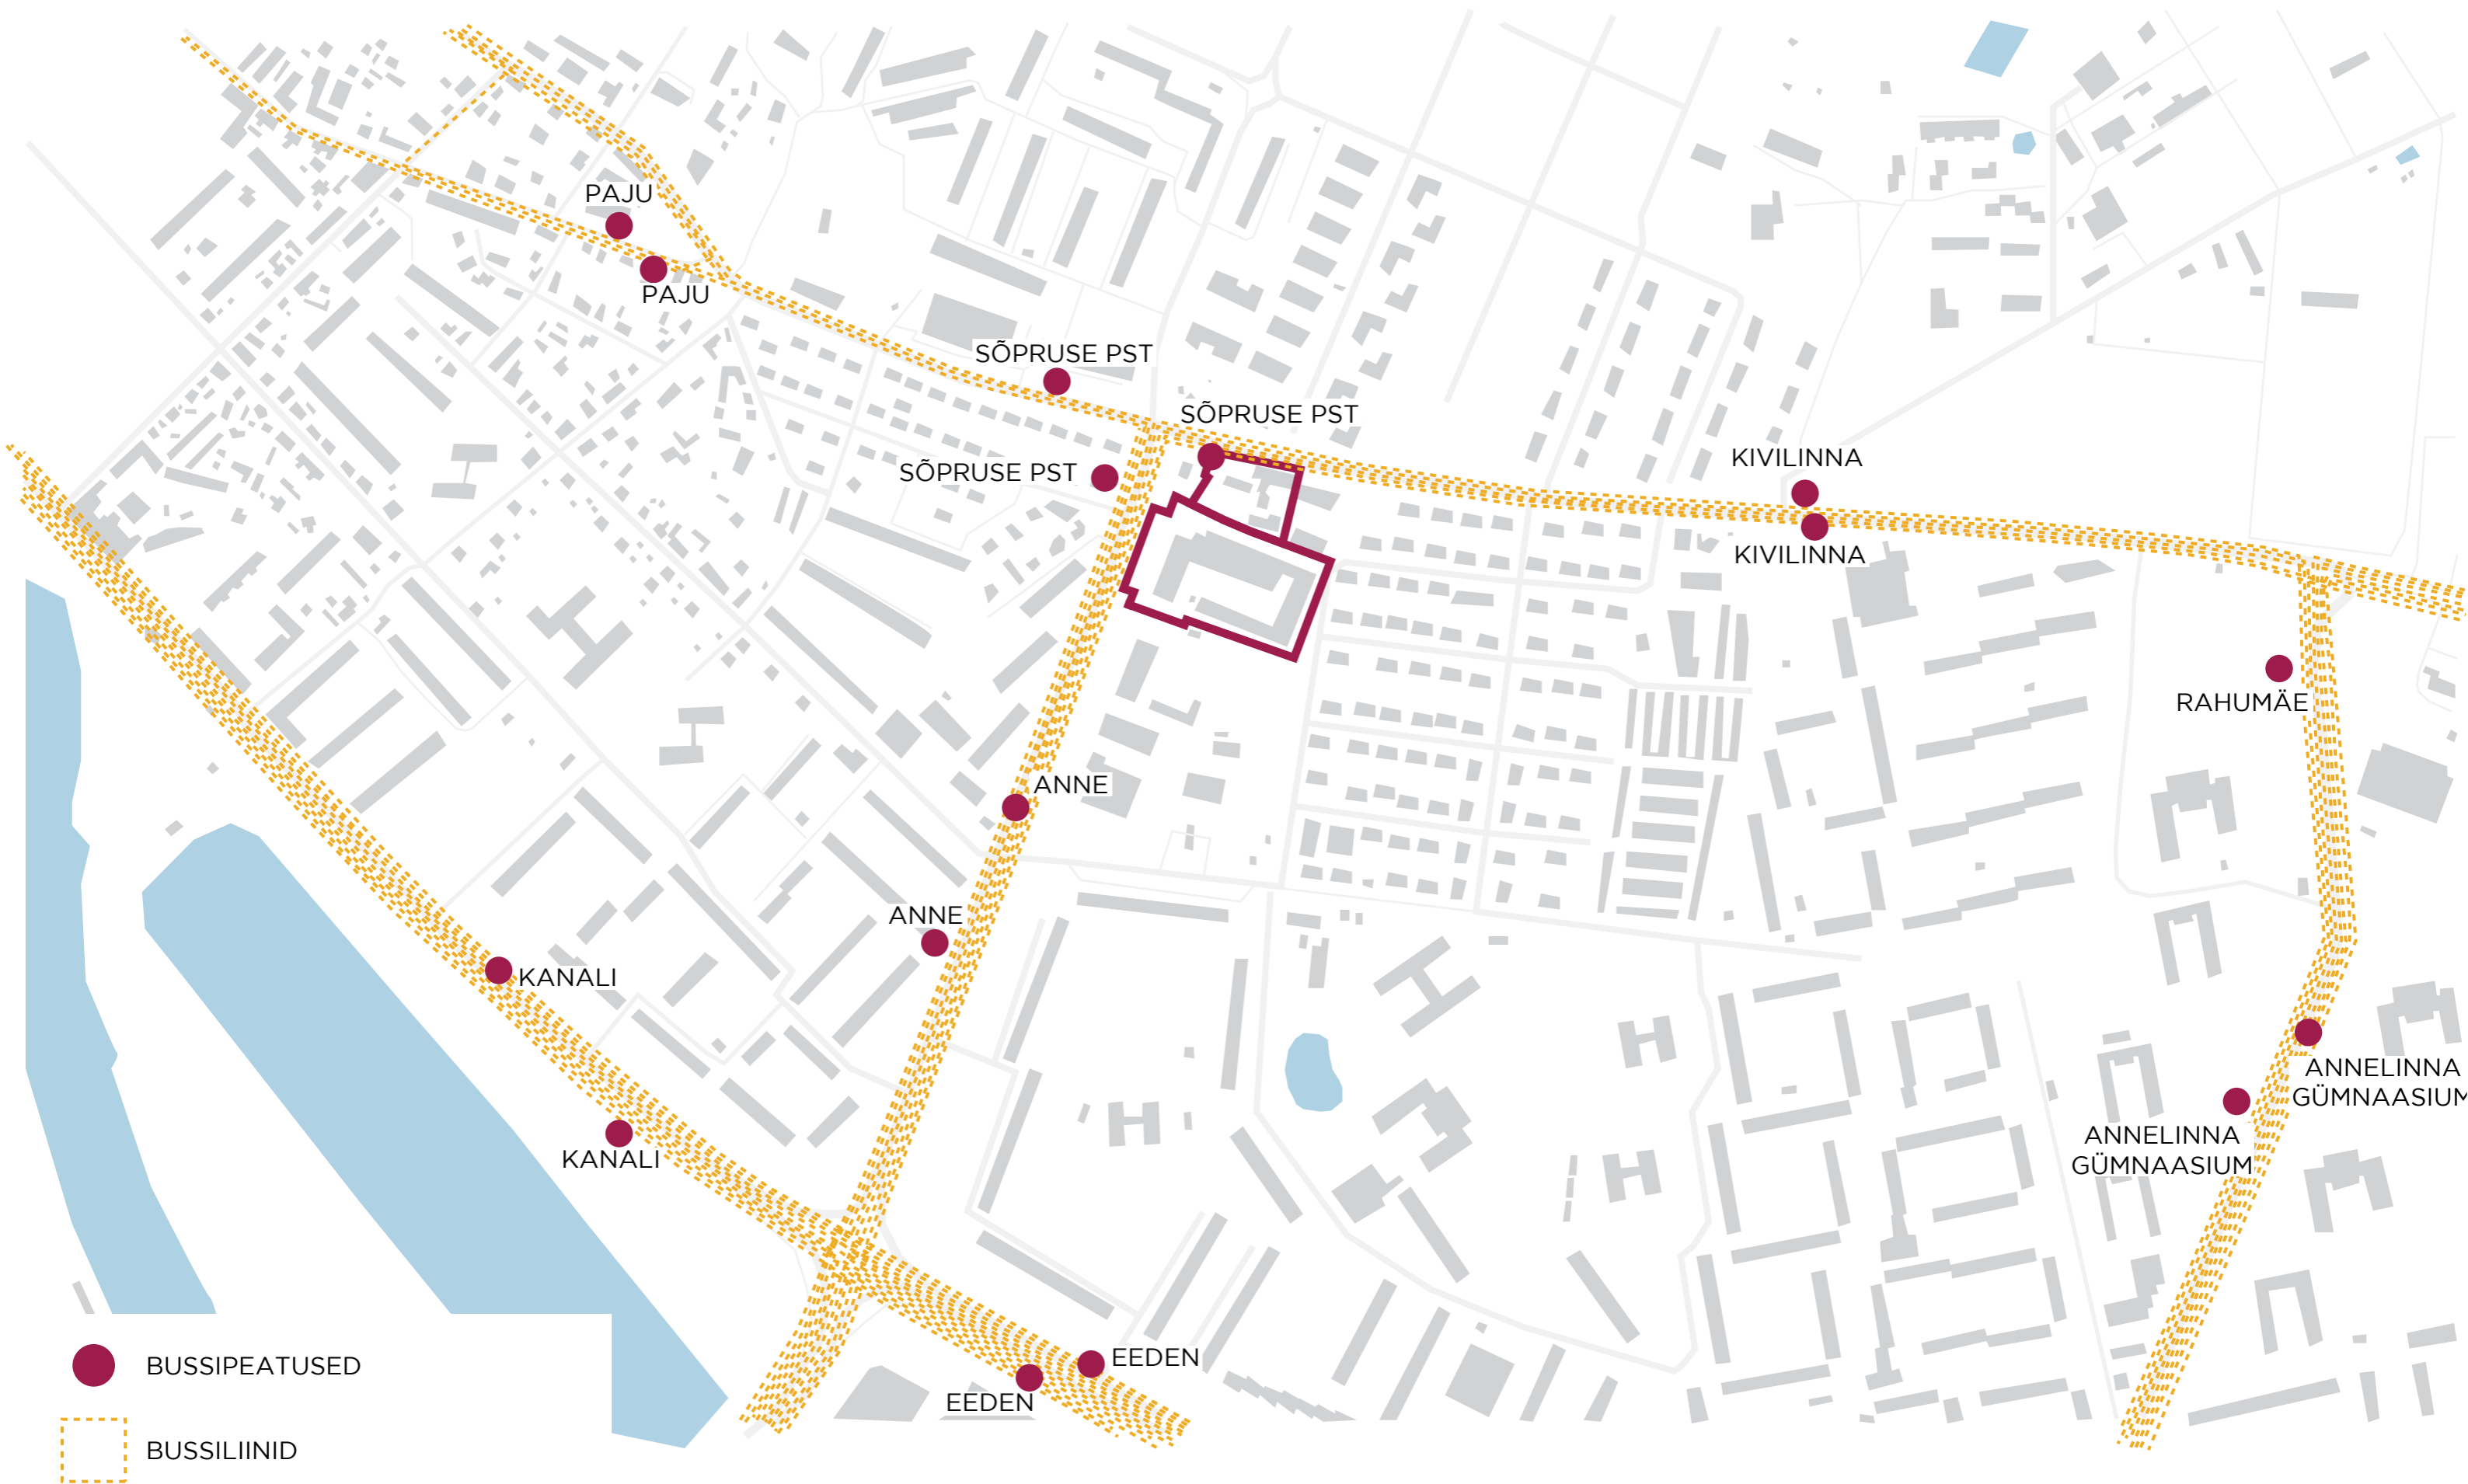 PAJU
PAJU
SÕPRUSE PST
SÕPRUSE PST
SÕPRUSE PST
KIVILINNA
KIVILINNA
RAHUMÄE
ANNE
ANNE
KANALI
KANALI
ANNELINNA
GÜMNAASIUM
ANNELINNA
GÜMNAASIUM
EEDEN
EEDEN
BUSSIPEATUSED
BUSSILIINID